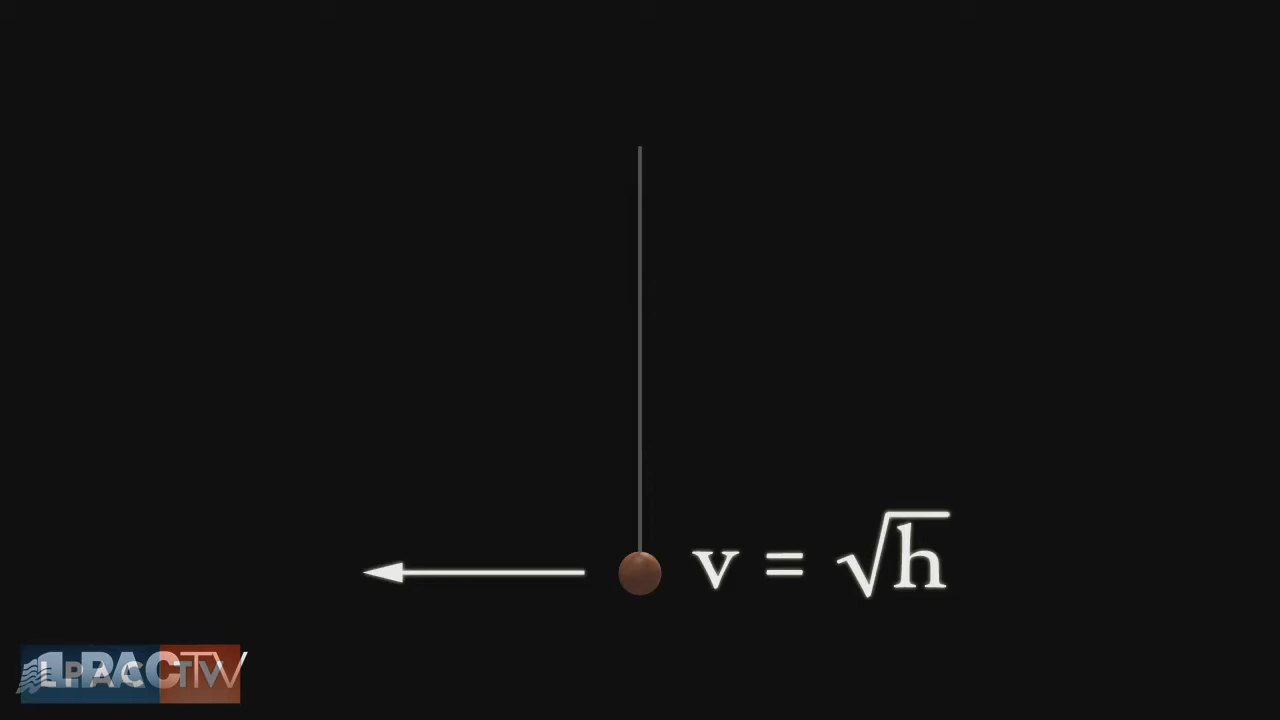 v = √h
LPACTV